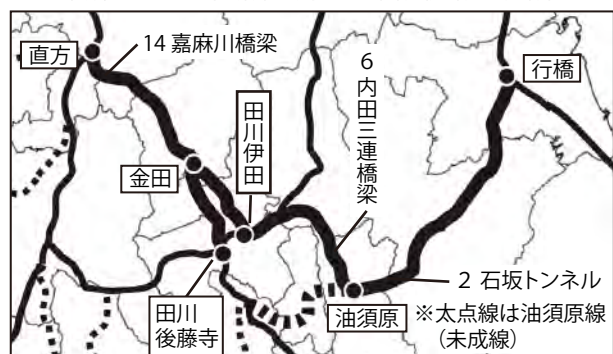 直方
14 嘉麻川橋梁
6 内田三連橋梁
行橋
田川伊田
金田
田川
後藤寺
油須原
2 石坂トンネル
※太点線は油須原線
（未成線）